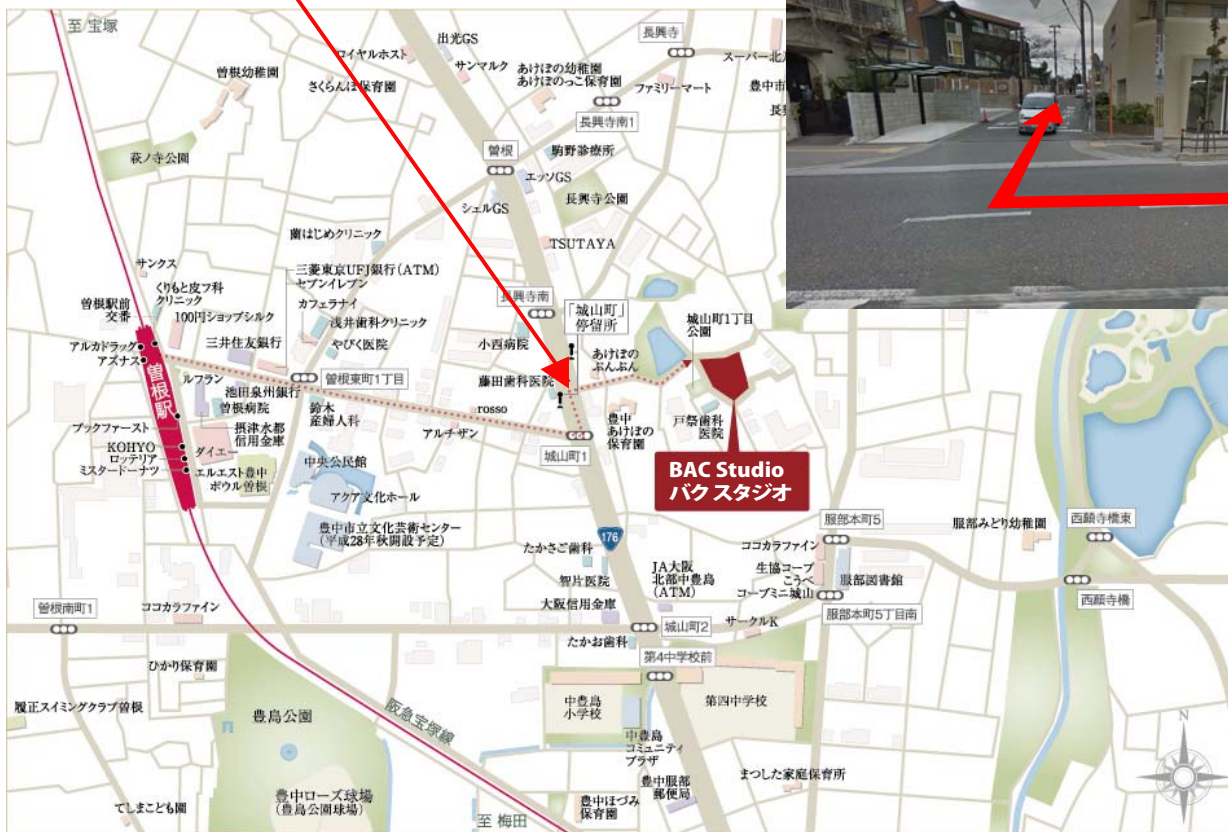 至 宝塚
曽根幼稚園
萩ノ寺公園
ロイヤルホスト
さくらんぼ保育園
出光GS
サンマルク
あけぼの幼稚園
あけぼのっこ保育園
長興寺
スーパー北
ファミリーマート
豊中市
長
長興寺南1
曽根
駒野診療所
エッソGS
シェルGS
長興寺公園
TSUTAYA
蘭はじめクリニック
三菱東京UFJ銀行(ATM)
セブンイレブン
カフェラナイ
浅井歯科クリニック
やびく医院
サンクス
くりもと皮フ科
クリニック
曽根駅前
交番
100円ショップシルク
三井住友銀行
アルカドラッグ
アズナス
曽根駅
ルフラン
池田泉州銀行
曽根病院
摂津水都
信用金庫
ブックファースト
KOHYO
ロッテリア
ミスタードーナツ
ダイエー
エルエスト豊中
ボウル曽根
曽根東町1丁目
鈴木
産婦人科
長興寺南
「城山町」
停留所
小西病院
藤田歯科医院
あけぼの
ぶんぶん
城山町1丁目
公園
rosso
アルチザン
城山町1
豊中
あけぼの
保育園
戸祭歯科
医院
BAC Studio
バク スタジオ
中央公民館
アクア文化ホール
豊中市立文化芸術センター
(平成28年秋開設予定)
176
たかさご歯科
智片医院
大阪信用金庫
JA大阪
北部中豊島
(ATM)
服部本町5
ココカラファイン
生協コープ
こうべ
コープミニ城山
服部図書館
服部本町5丁目南
服部みどり幼稚園
西願寺橋東
西願寺橋
曽根南町1
ココカラファイン
城山町2
サークルK
たかお歯科
第4中学校前
ひかり保育園
履正スイミングクラブ曽根
豊島公園
阪急宝塚線
中豊島
小学校
第四中学校
中豊島
コミュニティ
プラザ
豊中服部
郵便局
まつした家庭保育所
てしまこども園
豊中ローズ球場
(豊島公園球場)
至 梅田
豊中ほづみ
保育園
N